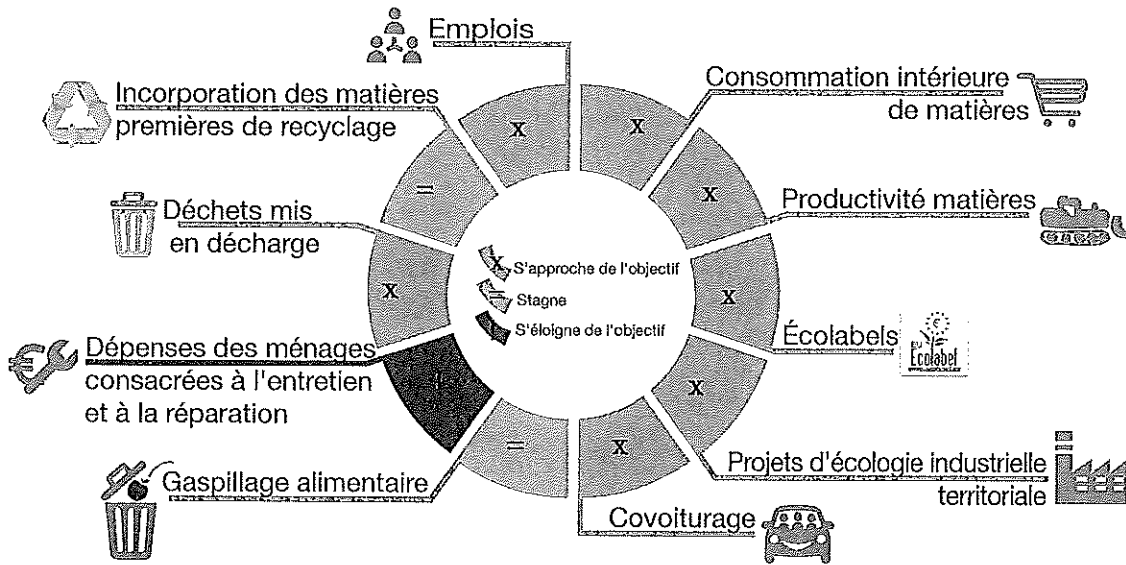 Emplois
Consommation intérieure
de matières
Incorporation des matières
premières de recyclage
x
x
=
x
Productivité matières
Déchets mis
en décharge
x
x
S'approche de l'objectif
=
Stagne
S'éloigne de l'objectif
x
Écolabels
Ecolabel
Dépenses des ménages
consacrées à l'entretien
et à la réparation
x
=
x
Gaspillage alimentaire
Projets d'écologie industrielle
territoriale
Covoiturage